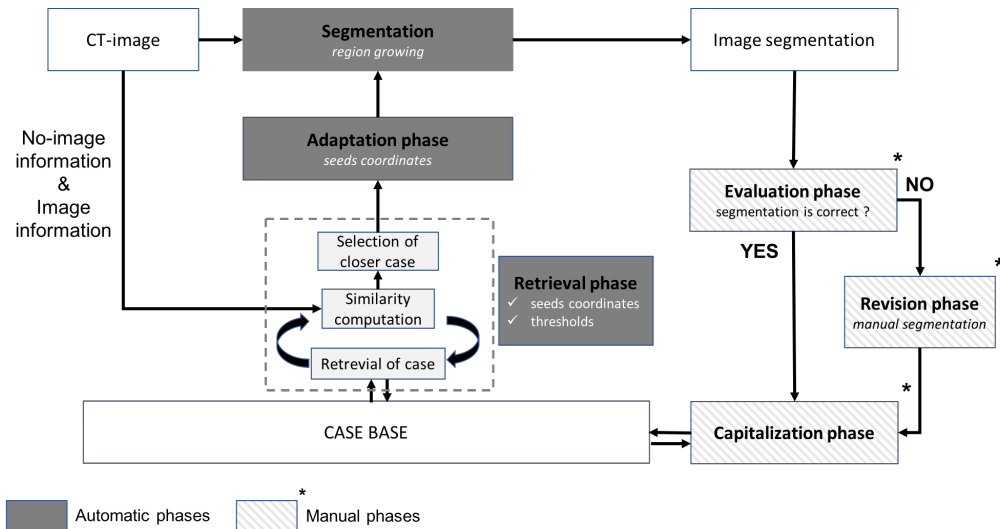 CT-image
Segmentation
region growing
Image segmentation
Adaptation phase
seeds coordinates
No-image
information
&
Image
information
*
Evaluation phase
segmentation is correct ?
NO
YES
Selection of
closer case
Similarity
computation
Retrevial of case
Retrieval phase
✓ seeds coordinates
✓ thresholds
*
Revision phase
manual segmentation
*
CASE BASE
Capitalization phase
Automatic phases
*
Manual phases